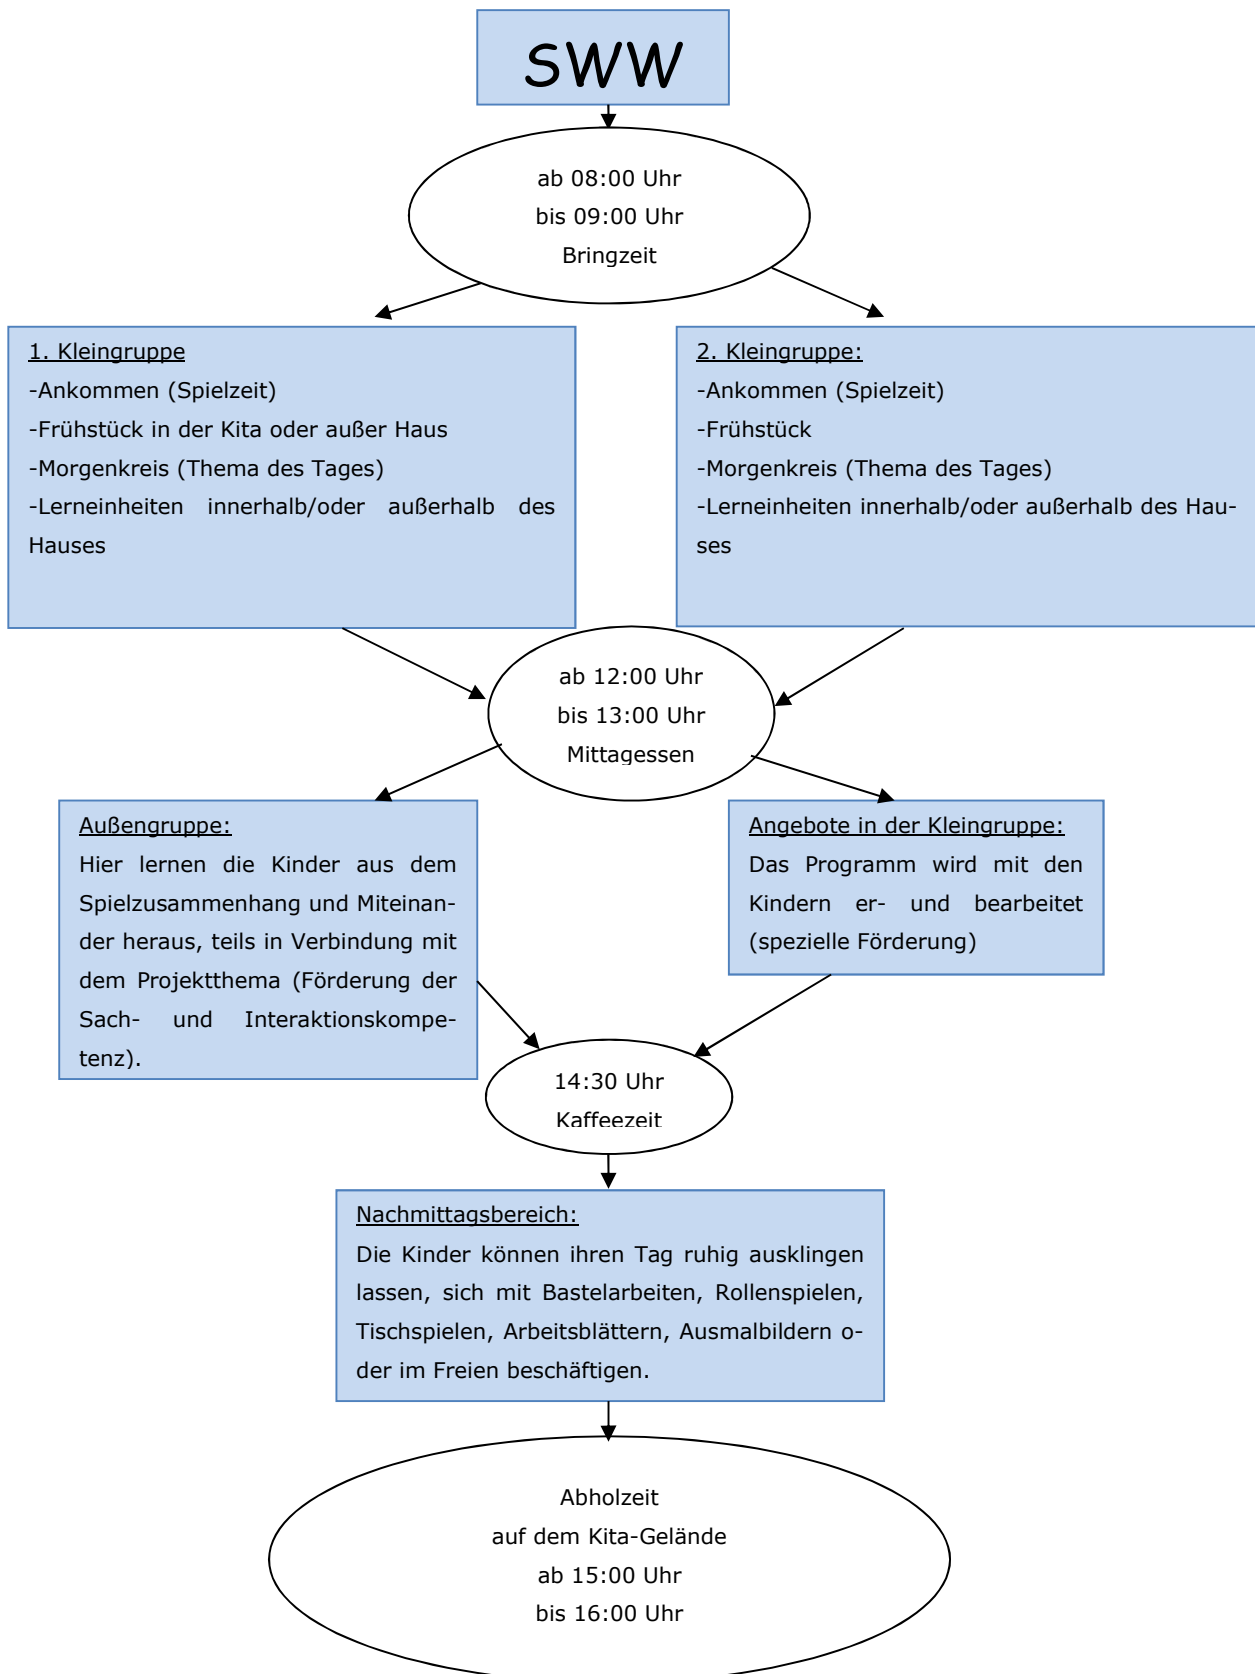 SWW
ab 08:00 Uhr
bis 09:00 Uhr
Bringzeit
1. Kleingruppe
-Ankommen (Spielzeit)
-Frühstück in der Kita oder außer Haus
-Morgenkreis (Thema des Tages)
-Lerneinheiten innerhalb/oder außerhalb des
Hauses
2. Kleingruppe:
-Ankommen (Spielzeit)
-Frühstück
-Morgenkreis (Thema des Tages)
-Lerneinheiten innerhalb/oder außerhalb des Hau-
ses
ab 12:00 Uhr
bis 13:00 Uhr
Mittagessen
Außengruppe:
Hier lernen die Kinder aus dem
Spielzusammenhang und Miteinan-
der heraus, teils in Verbindung mit
dem Projektthema (Förderung der
Sach- und Interaktionskompe-
tenz).
Angebote in der Kleingruppe:
Das Programm wird mit den
Kindern er- und bearbeitet
(spezielle Förderung)
14:30 Uhr
Kaffeezeit
Nachmittagsbereich:
Die Kinder können ihren Tag ruhig ausklingen
lassen, sich mit Bastelarbeiten, Rollenspielen,
Tischspielen, Arbeitsblättern, Ausmalbildern o-
der im Freien beschäftigen.
Abholzeit
auf dem Kita-Gelände
ab 15:00 Uhr
bis 16:00 Uhr